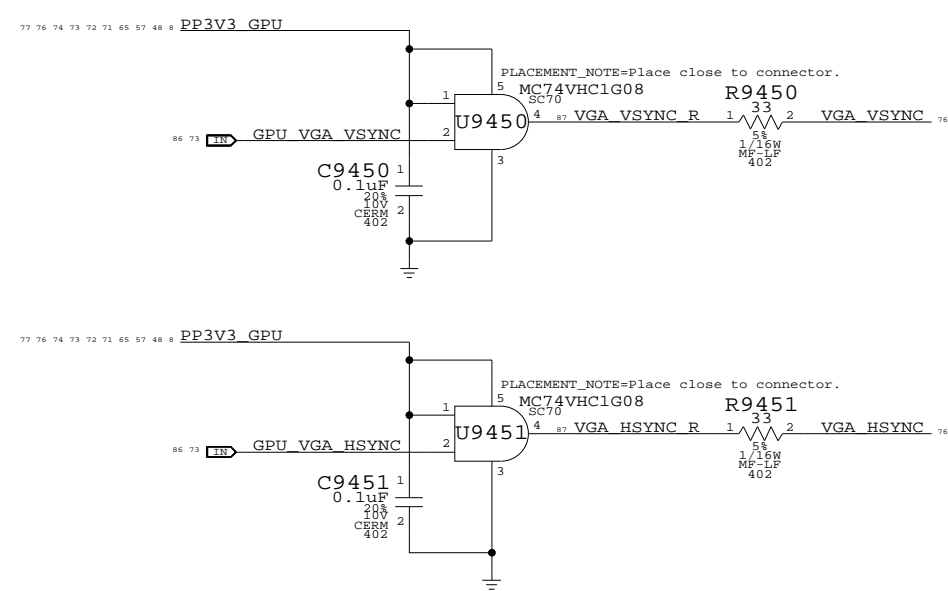 77 76 74 73 72 71 65 57 48 8 PP3V3_GPU
PLACEMENT_NOTE=Place close to connector.
5 MC74VHC1G08
SC70
R9450
33
1
U9450
4 87 VGA_VSYNC_R 1 2 VGA_VSYNC 76
5%
1/16W
MF-LF
402
86 73 IN GPU_VGA_VSYNC 2
3
C9450 1
0.1uF
20%
10V
CERM 2
402
77 76 74 73 72 71 65 57 48 8 PP3V3_GPU
PLACEMENT_NOTE=Place close to connector.
5 MC74VHC1G08
SC70
R9451
33
1
U9451
4 87 VGA_HSYNC_R 1 2 VGA_HSYNC 76
5%
1/16W
MF-LF
402
86 73 IN GPU_VGA_HSYNC 2
3
C9451 1
0.1uF
20%
10V
CERM 2
402